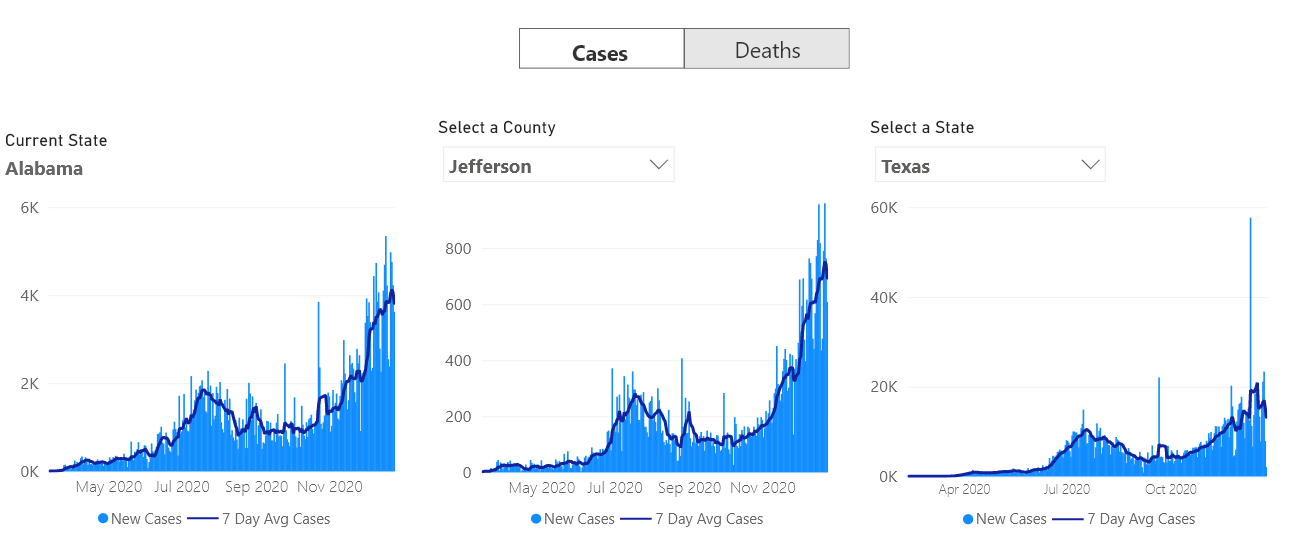 Cases Deaths
Current State
Alabama
6K
4K
2K
0K
May 2020 Jul 2020 Sep 2020 Nov 2020
New Cases 7 Day Avg Cases
Select a County
Jefferson
800
600
400
200
0
May 2020 Jul 2020 Sep 2020 Nov 2020
New Cases 7 Day Avg Cases
Select a State
Texas
60K
40K
20K
0K
Apr 2020 Jul 2020 Oct 2020
New Cases 7 Day Avg Cases